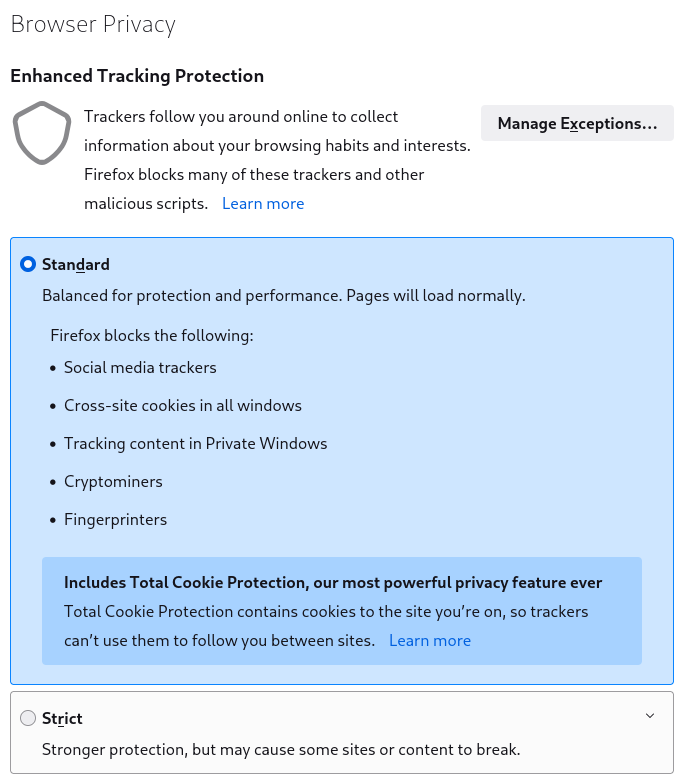 Browser Privacy
Enhanced Tracking Protection
Trackers follow you around online to collect
information about your browsing habits and interests.
Firefox blocks many of these trackers and other
malicious scripts. Learn more
Manage Exceptions…
Standard
Balanced for protection and performance. Pages will load normally.
Firefox blocks the following:
• Social media trackers
• Cross-site cookies in all windows
• Tracking content in Private Windows
• Cryptominers
• Fingerprinters
Includes Total Cookie Protection, our most powerful privacy feature ever
Total Cookie Protection contains cookies to the site you’re on, so trackers
can’t use them to follow you between sites. Learn more
Strict
Stronger protection, but may cause some sites or content to break.